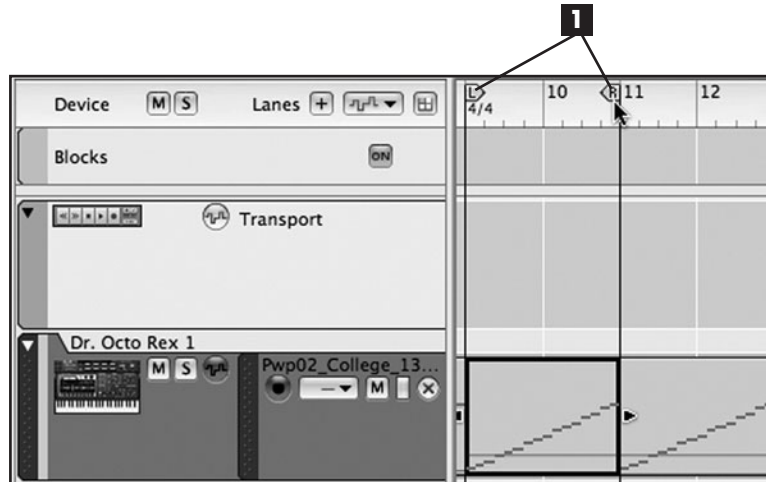 1
Device M S Lanes +
L 10 R 11 12
4/4
Blocks ON
Transport
Dr. Octo Rex 1
M S Pwp02_College_13...
M